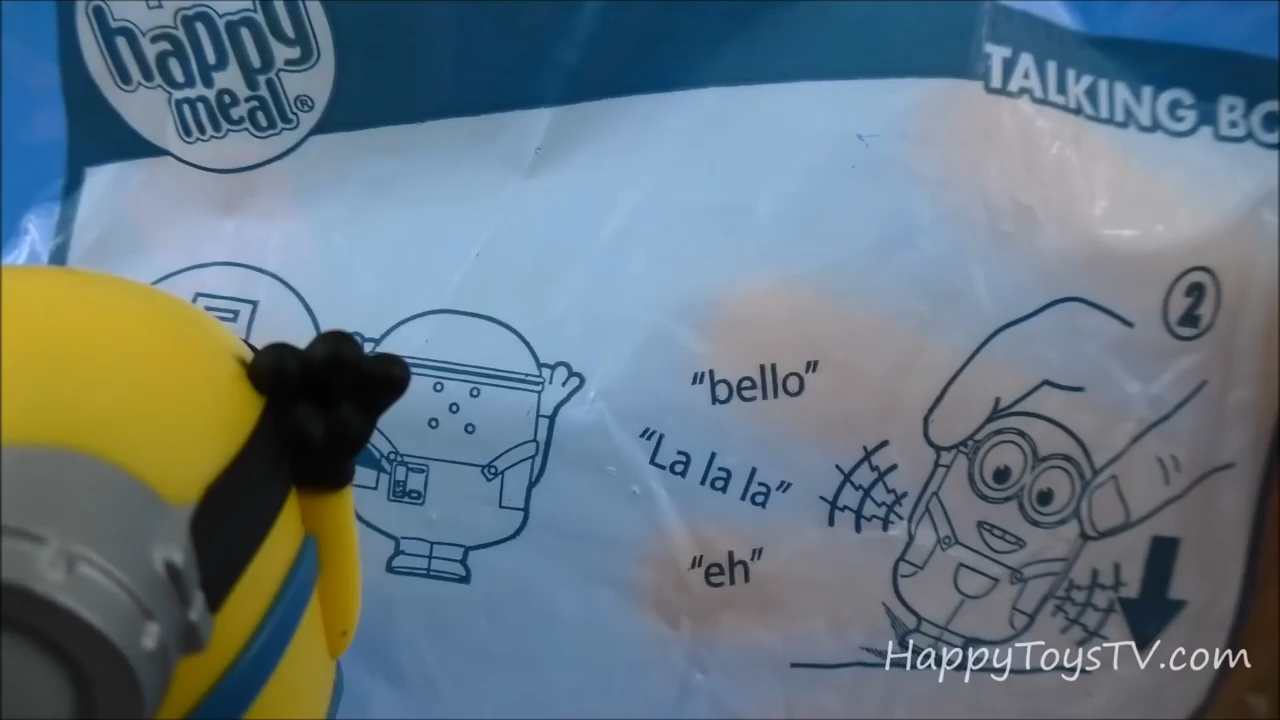 happy
meal®
TALKING BO
2
"bello"
"La la la"
"eh"
HappyToysTV.com